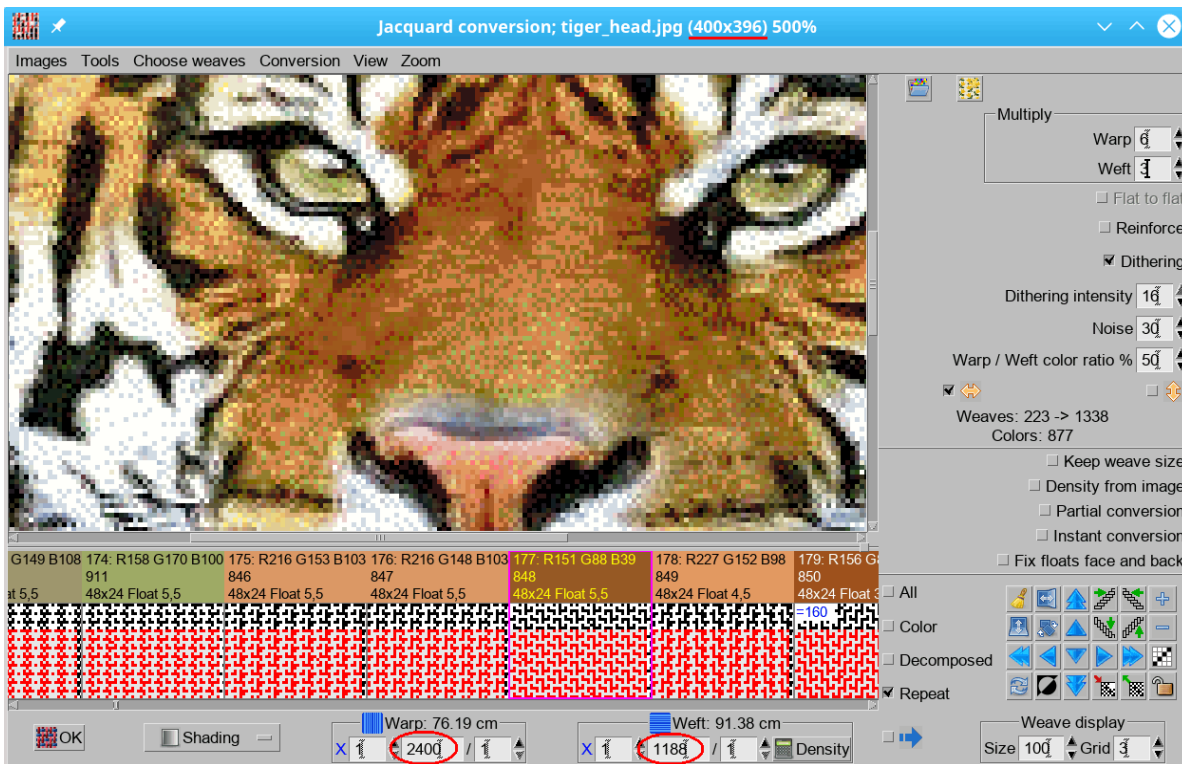 Jacquard conversion; tiger_head.jpg (400x396) 500%
Images Tools Choose weaves Conversion View Zoom
Multiply
Warp 6
Weft 3
Flat to flat
Reinforce
Dithering
Dithering intensity 16
Noise 30
Warp / Weft color ratio % 50
Weaves: 223 -> 1338
Colors: 877
Keep weave size
Density from image
Partial conversion
Instant conversion
Fix floats face and back
G149 B108 174: R158 G170 B100 175: R216 G153 B103 176: R216 G148 B103 177: R151 G88 B39 178: R227 G152 B98 179: R156
911 846 847 848 849 850
5,5 48x24 Float 5,5 48x24 Float 5,5 48x24 Float 5,5 48x24 Float 5,5 48x24 Float 4,5 48x24 Float
=160
All
Color
Decomposed
Repeat
Warp: 76.19 cm Weft: 91.38 cm Weave display
OK Shading X 1 2400 / 1 X 1 1188 / 1 Density Size 100 Grid 3